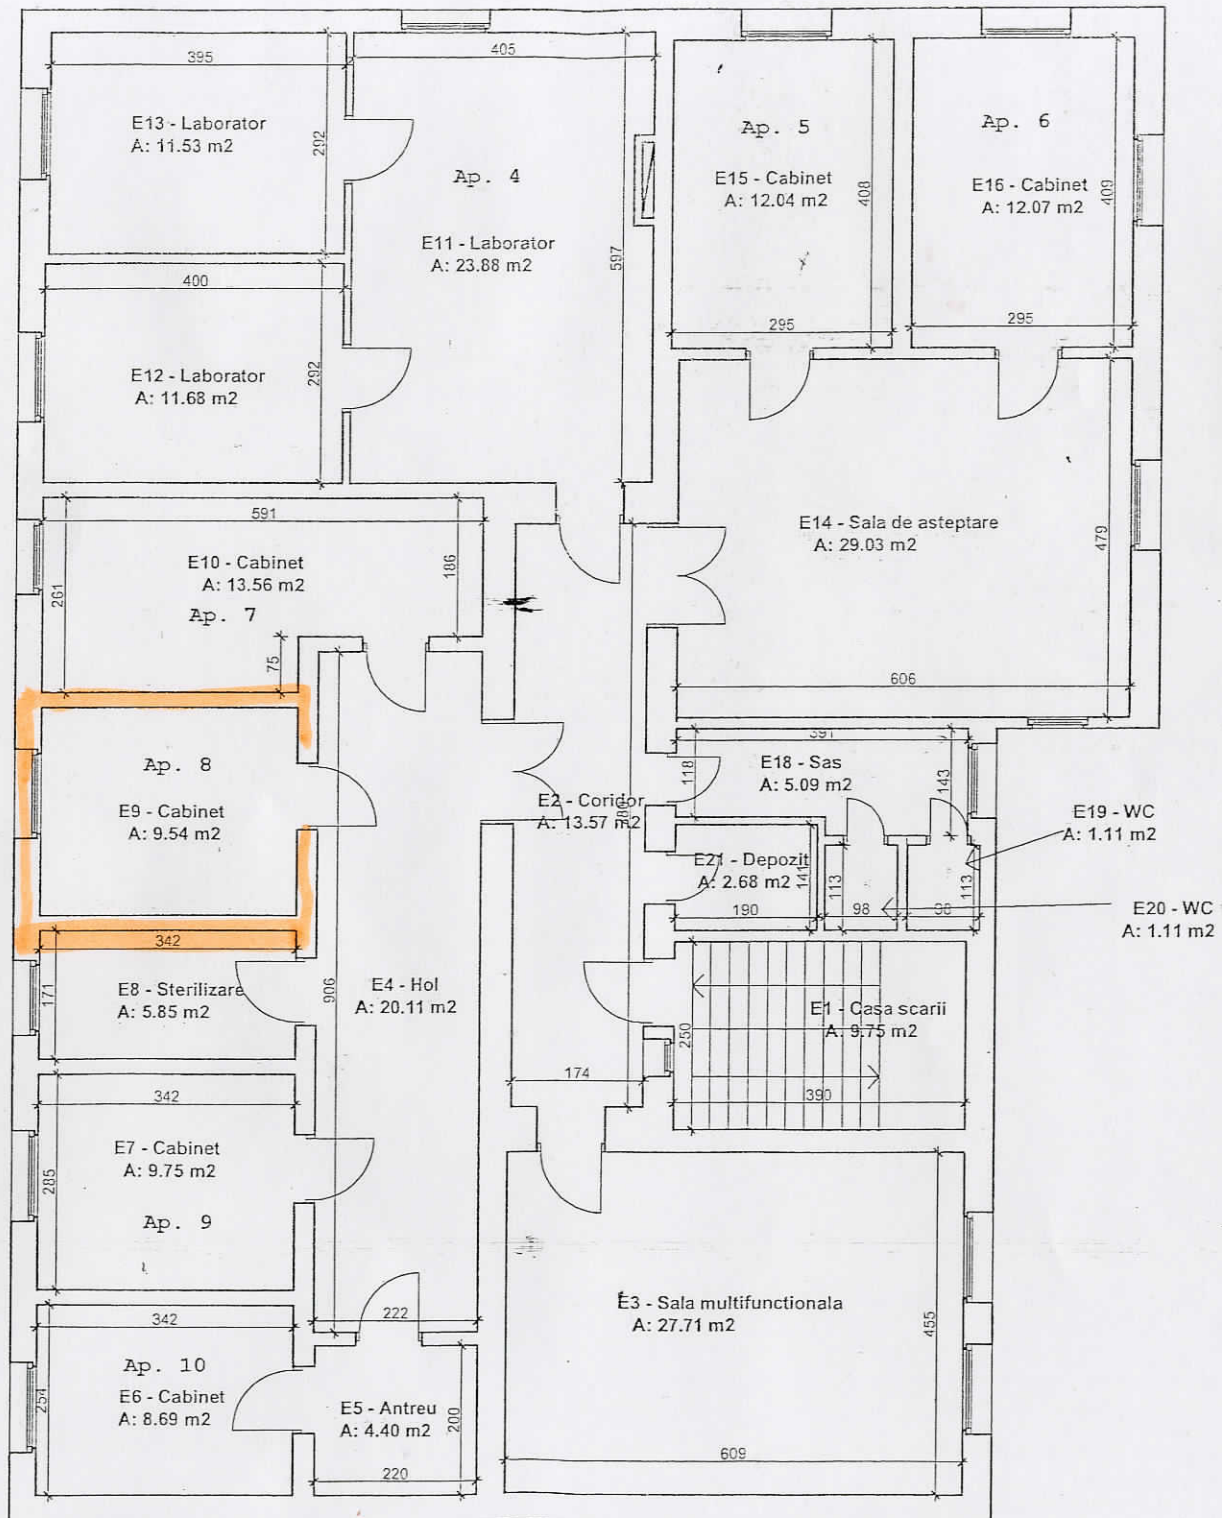 395
E13 - Laborator
A: 11.53 m2
292
405
Ap. 4
E11 - Laborator
A: 23.88 m2
597
Ap. 5
E15 - Cabinet
A: 12.04 m2
408
295
Ap. 6
E16 - Cabinet
A: 12.07 m2
409
295
400
E12 - Laborator
A: 11.68 m2
292
591
E10 - Cabinet
A: 13.56 m2
Ap. 7
261
186
75
E14 - Sala de asteptare
A: 29.03 m2
479
606
Ap. 8
E9 - Cabinet
A: 9.54 m2
391
E18 - Sas
A: 5.09 m2
118
143
E2 - Coridor
A: 13.57 m2
E19 - WC
A: 1.11 m2
E21 - Depozit
A: 2.68 m2
141
190
113
98
113
98
E20 - WC
A: 1.11 m2
342
171
E8 - Sterilizare
A: 5.85 m2
906
E4 - Hol
A: 20.11 m2
E1 - Casa scarii
A: 9.75 m2
250
390
174
342
E7 - Cabinet
A: 9.75 m2
285
Ap. 9
222
E3 - Sala multifunctionala
A: 27.71 m2
455
609
342
Ap. 10
E6 - Cabinet
A: 8.69 m2
254
E5 - Antreu
A: 4.40 m2
200
220